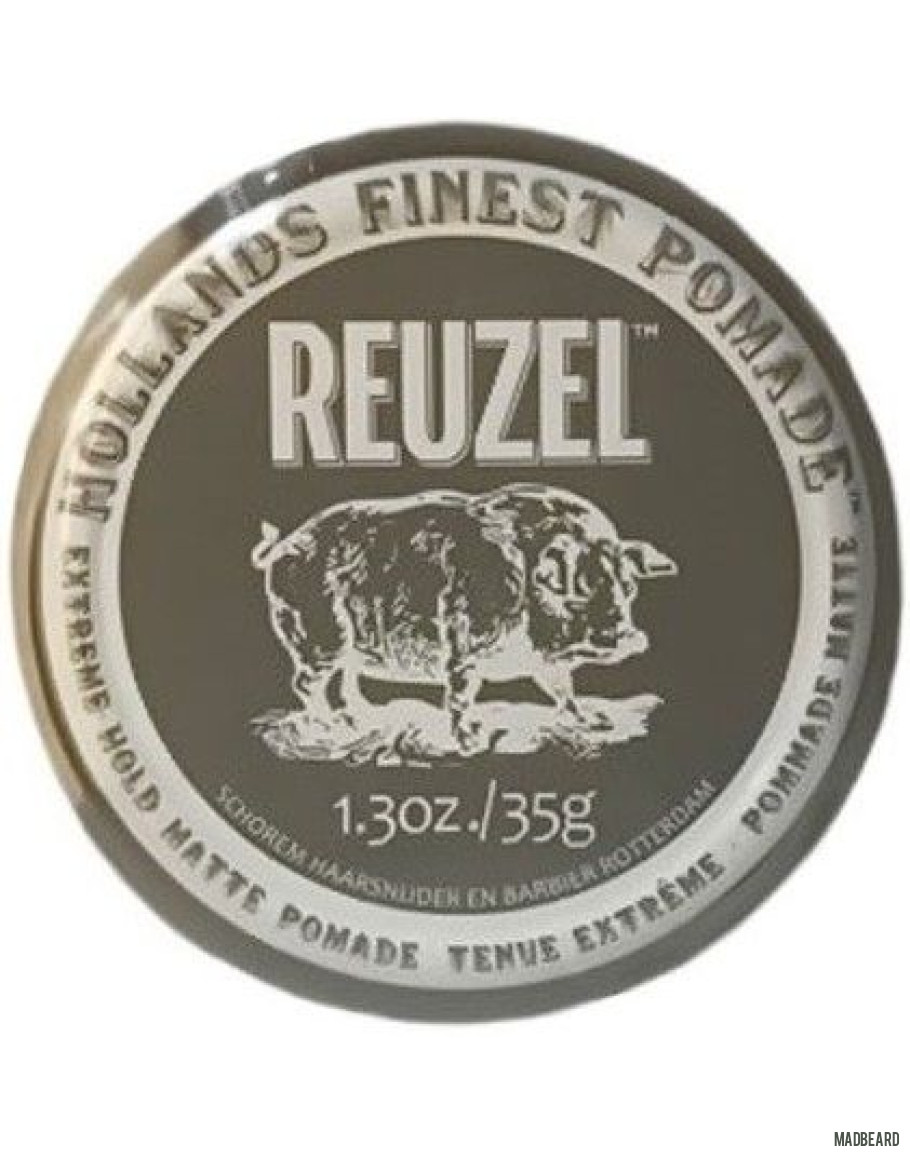 HOLLANDS FINEST POMADE™
REUZEL™
1.3oz./35g
SCHOREM HAARSNIJDER EN BARBIER ROTTERDAM
EXTREME HOLD MATTE POMADE TENUE EXTRÊME · POMMADE MATTE
MADBEARD